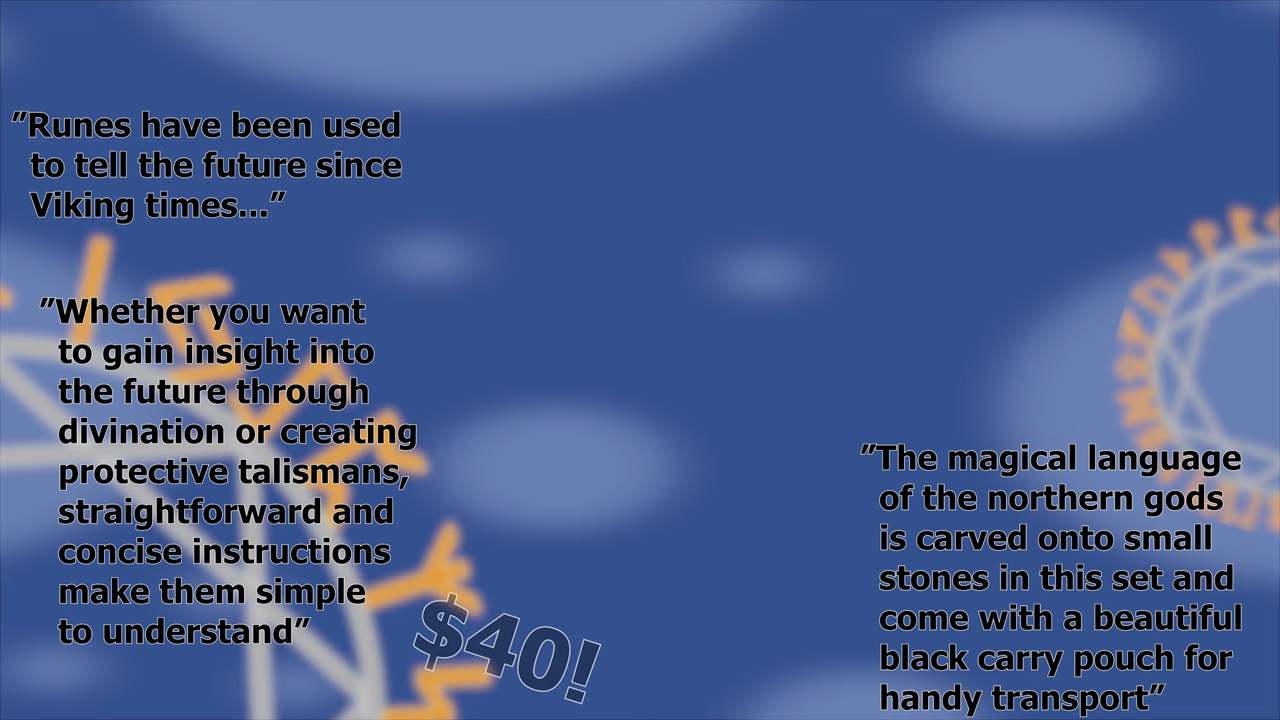 ”Runes have been used
to tell the future since
Viking times...”
”Whether you want
to gain insight into
the future through
divination or creating
protective talismans,
straightforward and
concise instructions
make them simple
to understand”
$40!
”The magical language
of the northern gods
is carved onto small
stones in this set and
come with a beautiful
black carry pouch for
handy transport”